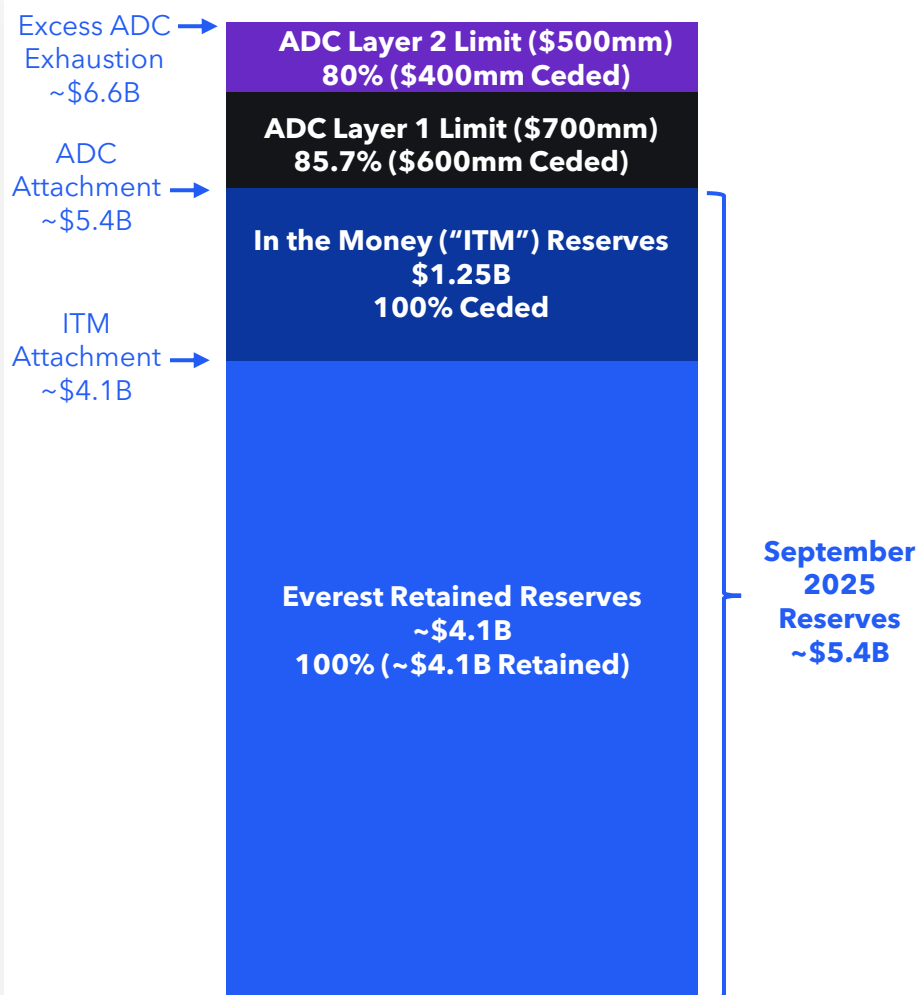 Excess ADC
Exhaustion
~$6.6B
ADC Layer 2 Limit ($500mm)
80% ($400mm Ceded)
ADC Layer 1 Limit ($700mm)
85.7% ($600mm Ceded)
ADC
Attachment
~$5.4B
In the Money (“ITM”) Reserves
$1.25B
100% Ceded
ITM
Attachment
~$4.1B
Everest Retained Reserves
~$4.1B
100% (~$4.1B Retained)
September
2025
Reserves
~$5.4B